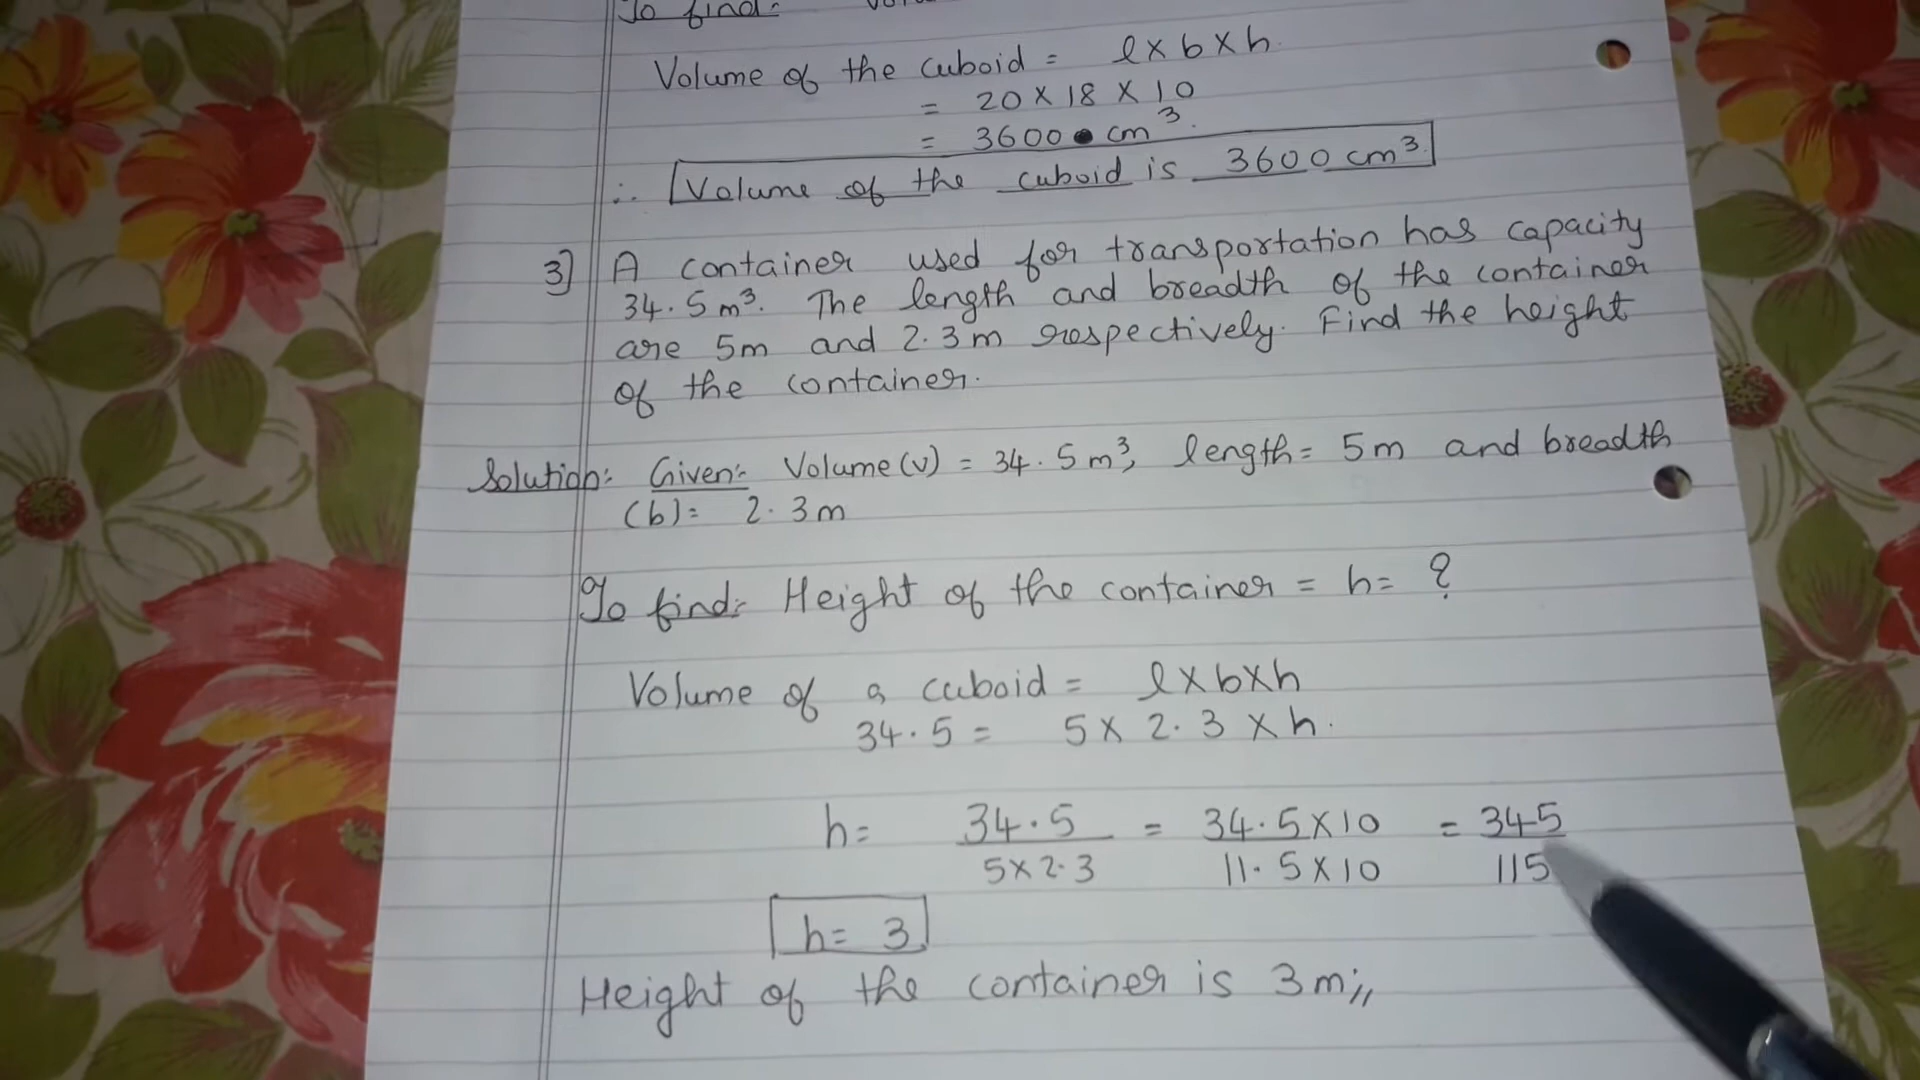 To find:
Volume of the cuboid = l x b x h.
= 20 x 18 x 10
= 3600 cm³.
∴ Volume of the cuboid is 3600 cm³.
3] A container used for transportation has capacity
34.5 m³. The length and breadth of the container
are 5m and 2.3m respectively. Find the height
of the container.
Solution: Given: Volume (v) = 34.5 m³, length = 5m and breadth
(b) = 2.3m
To find: Height of the container = h = ?
Volume of a cuboid = l x b x h
34.5 = 5 x 2.3 x h.
h = 34.5 / 5 x 2.3 = 34.5 x 10 / 11.5 x 10 = 345 / 115
h = 3
Height of the container is 3m;,,